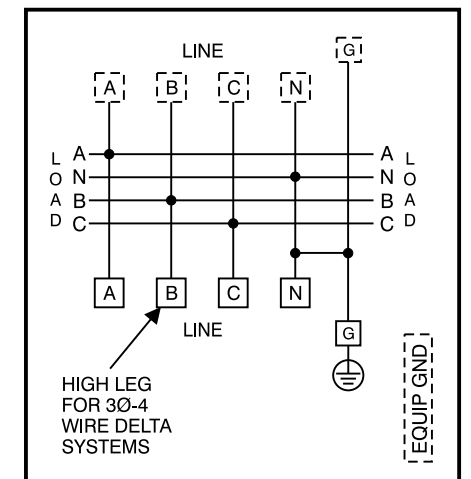 LINE
G
A B C N
L O A D
A A
N N
B B
C C
L O A D
A B C N
LINE
G
HIGH LEG
FOR 3Ø-4
WIRE DELTA
SYSTEMS
EQUIP GND